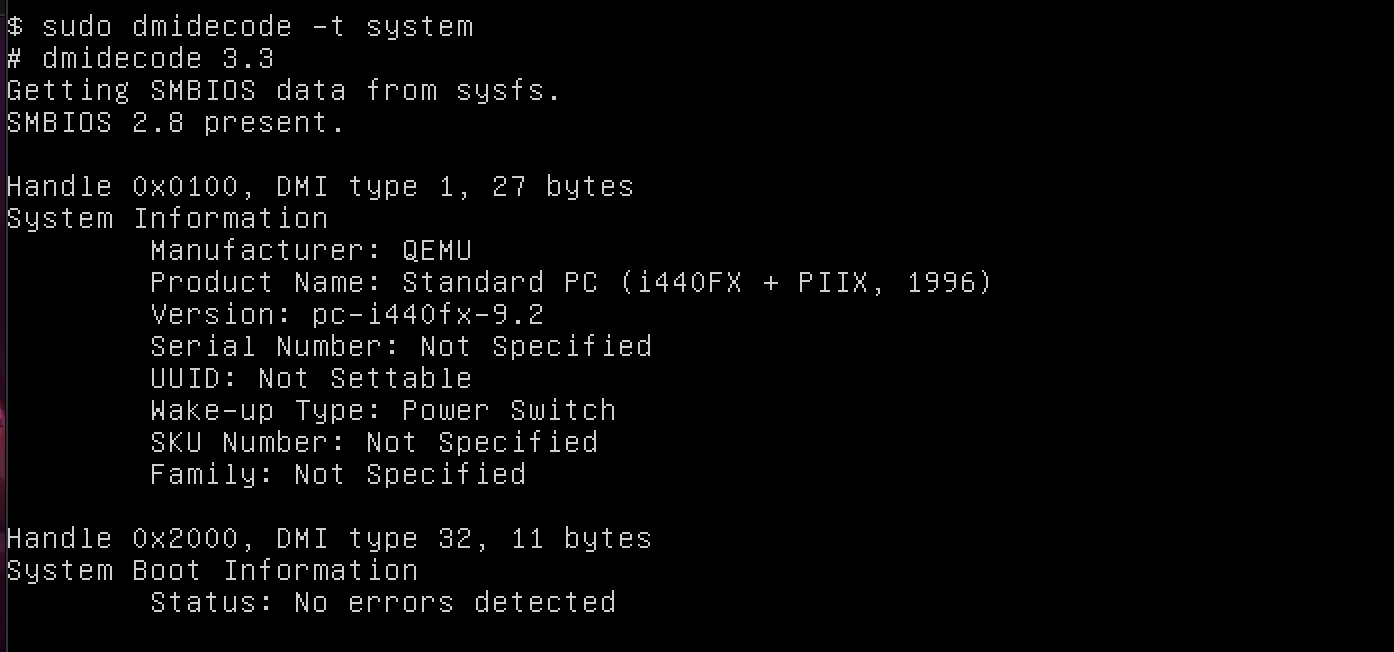 $ sudo dmidecode -t system
# dmidecode 3.3
Getting SMBIOS data from sysfs.
SMBIOS 2.8 present.
Handle 0x0100, DMI type 1, 27 bytes
System Information
Manufacturer: QEMU
Product Name: Standard PC (i440FX + PIIX, 1996)
Version: pc-i440fx-9.2
Serial Number: Not Specified
UUID: Not Settable
Wake-up Type: Power Switch
SKU Number: Not Specified
Family: Not Specified
Handle 0x2000, DMI type 32, 11 bytes
System Boot Information
Status: No errors detected